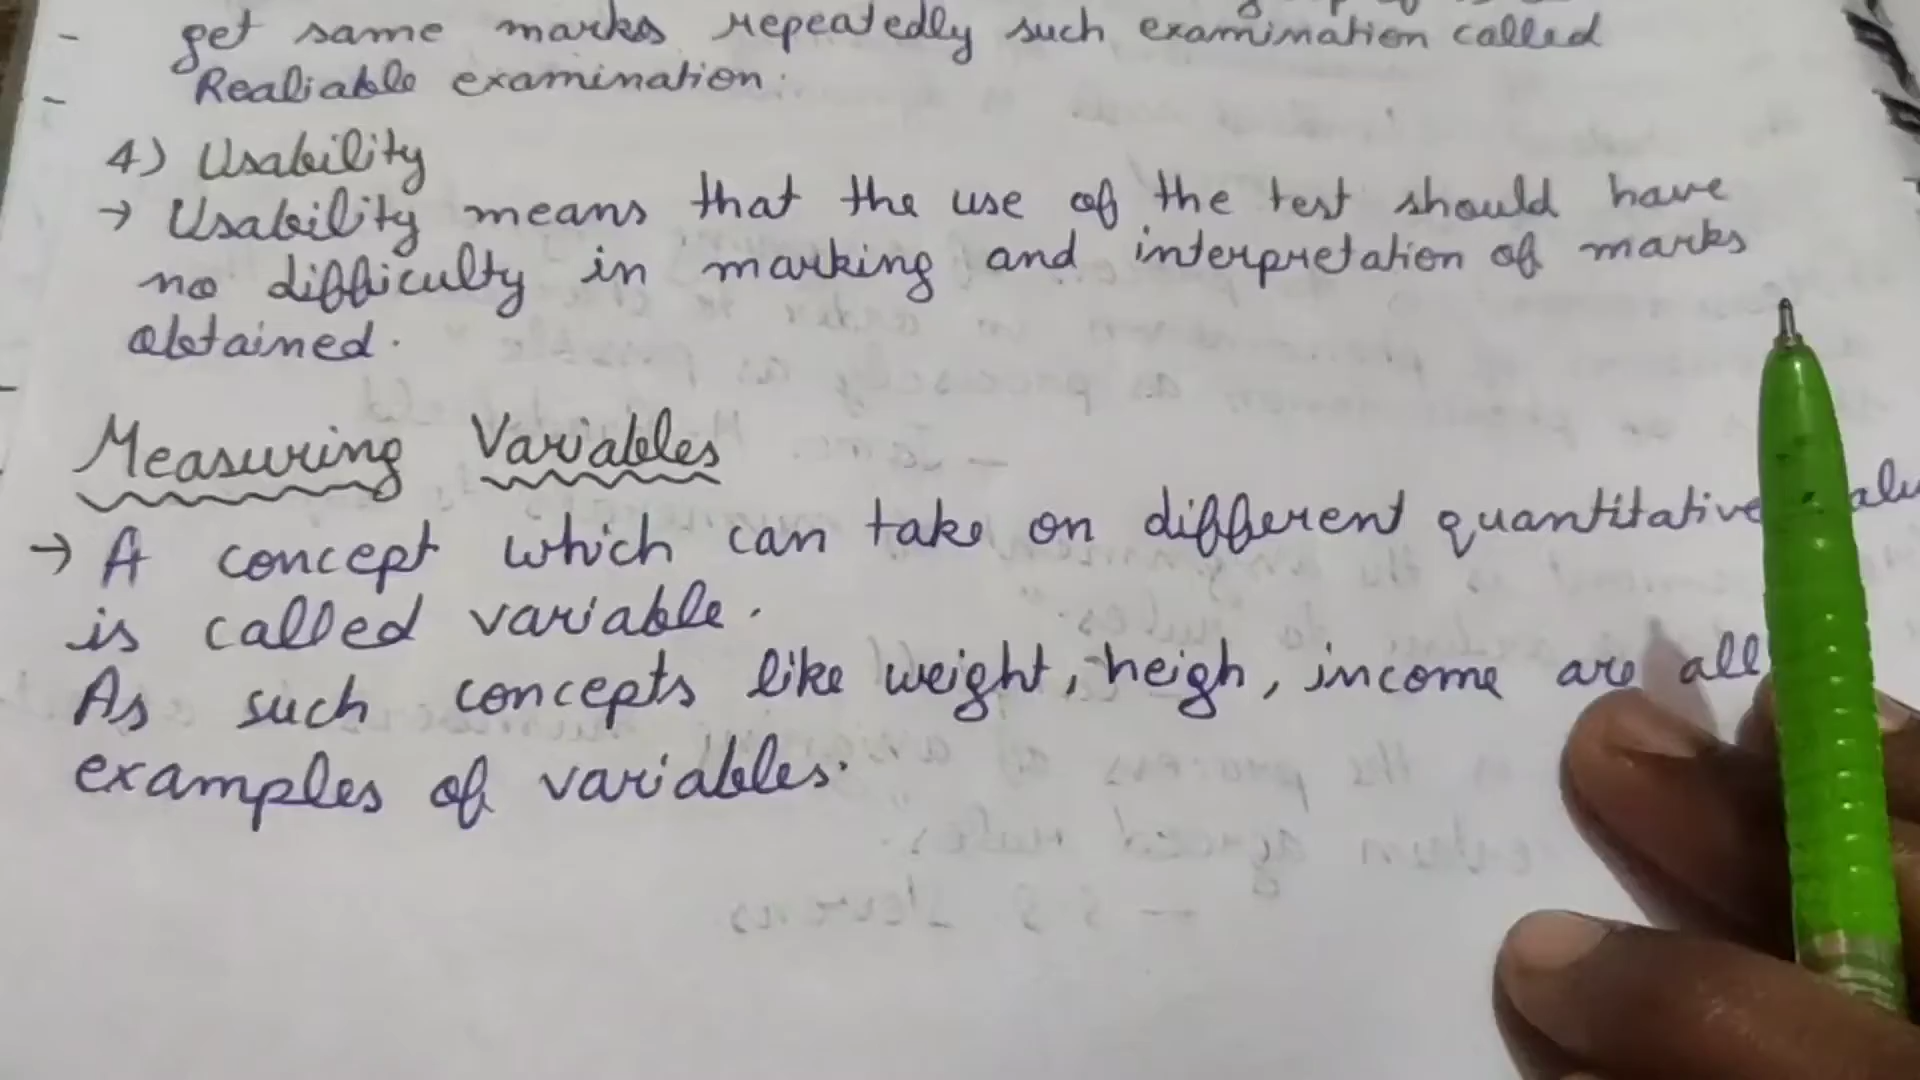 get same marks repeatedly such examination called
Realiable examination.
4) Usability
→ Usability means that the use of the test should have
no difficulty in marking and interpretation of marks
obtained.
Measuring Variables
→ A concept which can take on different quantitative
is called variable.
As such concepts like weight, heigh, income are all
examples of variables.